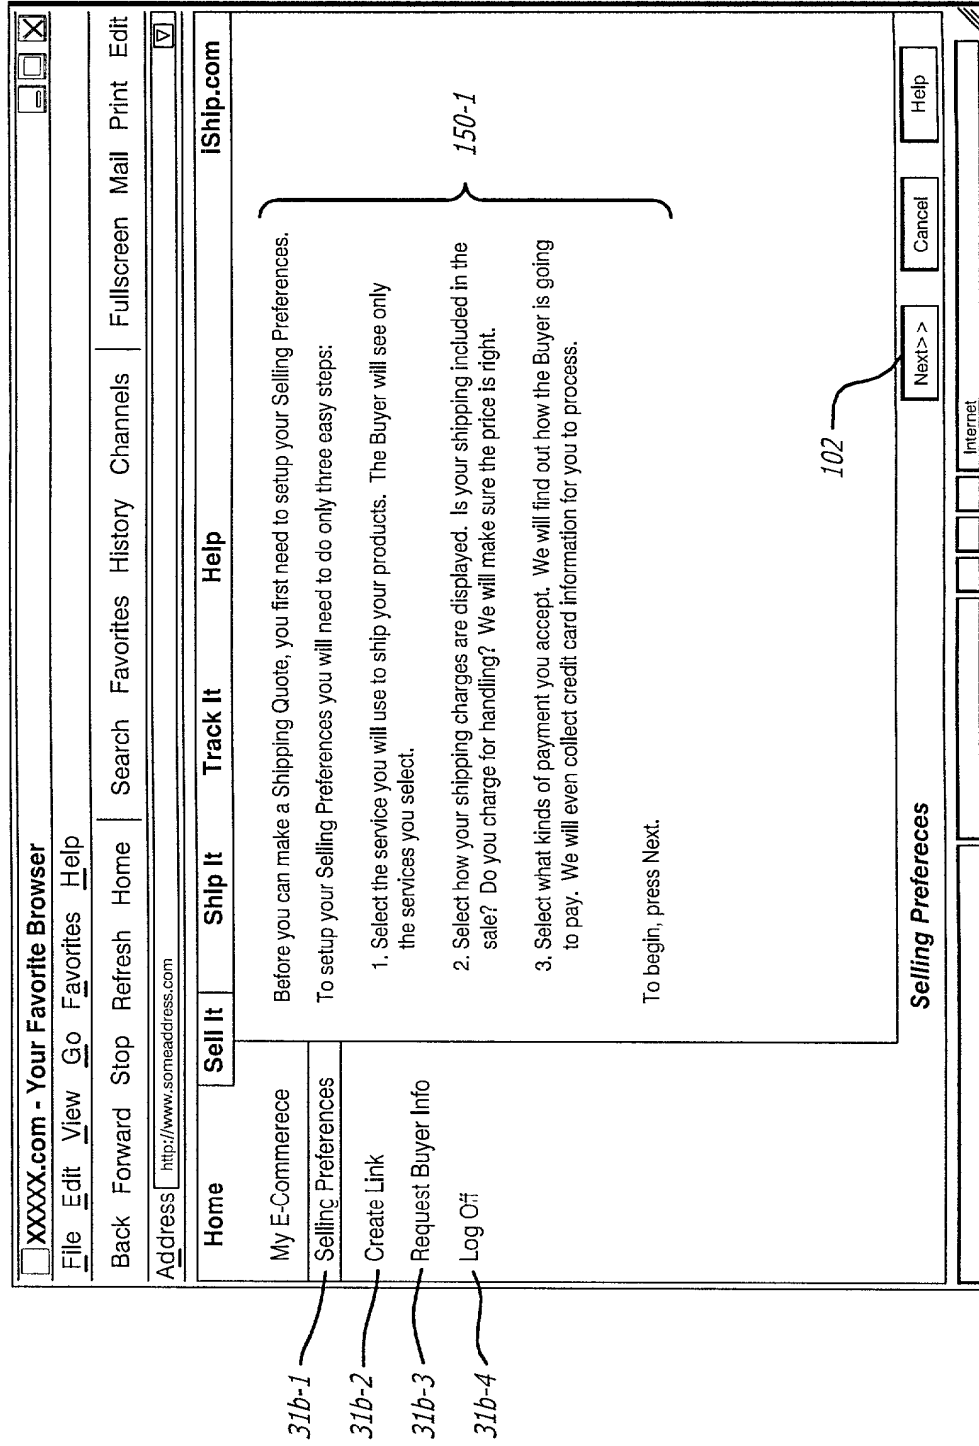 XXXXX.com - Your Favorite Browser
File Edit View Go Favorites Help
Back Forward Stop Refresh Home Search Favorites History Channels Fullscreen Mail Print Edit
Address http://www.someaddress.com
Home Sell It Ship It Track It Help iShip.com
My E-Commerece
Selling Preferences
Create Link
Request Buyer Info
Log Off
31b-1
31b-2
31b-3
31b-4
Before you can make a Shipping Quote, you first need to setup your Selling Preferences.
To setup your Selling Preferences you will need to do only three easy steps:
1. Select the service you will use to ship your products. The Buyer will see only
the services you select.
2. Select how your shipping charges are displayed. Is your shipping included in the
sale? Do you charge for handling? We will make sure the price is right.
3. Select what kinds of payment you accept. We will find out how the Buyer is going
to pay. We will even collect credit card information for you to process.
To begin, press Next.
150-1
102
Selling Prefereces
Next>> Cancel Help
Internet